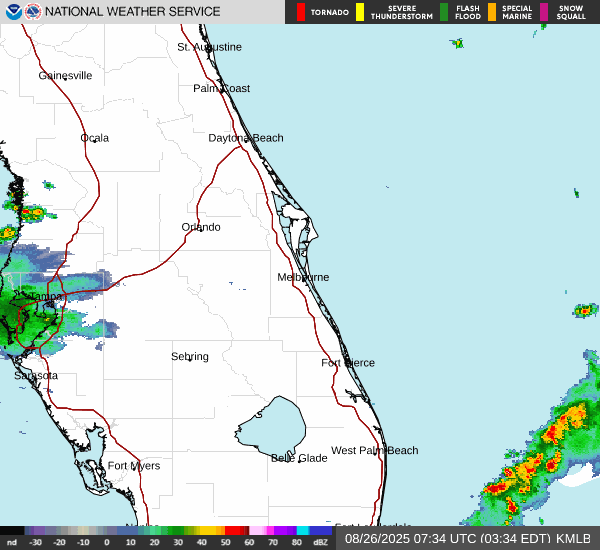 NATIONAL WEATHER SERVICE
TORNADO
SEVERE THUNDERSTORM
FLASH FLOOD
SPECIAL MARINE
SNOW SQUALL
St. Augustine
Gainesville
Palm Coast
Ocala
Daytona Beach
Orlando
Melbourne
Tampa
Sebring
Fort Pierce
Sarasota
West Palm Beach
Belle Glade
Fort Myers
nd -30 -20 -10 0 10 20 30 40 50 60 70 80 dBZ
08/26/2025 07:34 UTC (03:34 EDT) KMLB